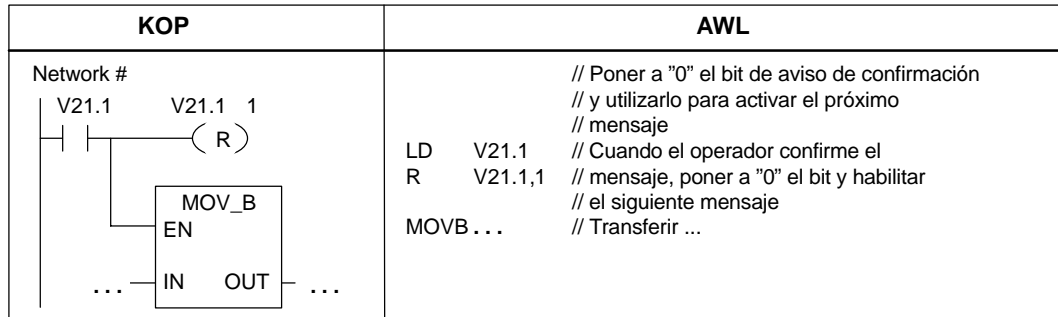 KOP
AWL
Network #
V21.1 V21.1 1
R
MOV_B
EN
... IN OUT ...
// Poner a ”0” el bit de aviso de confirmación
// y utilizarlo para activar el próximo
// mensaje
LD V21.1 // Cuando el operador confirme el
R V21.1,1 // mensaje, poner a ”0” el bit y habilitar
// el siguiente mensaje
MOVB ... // Transferir ...